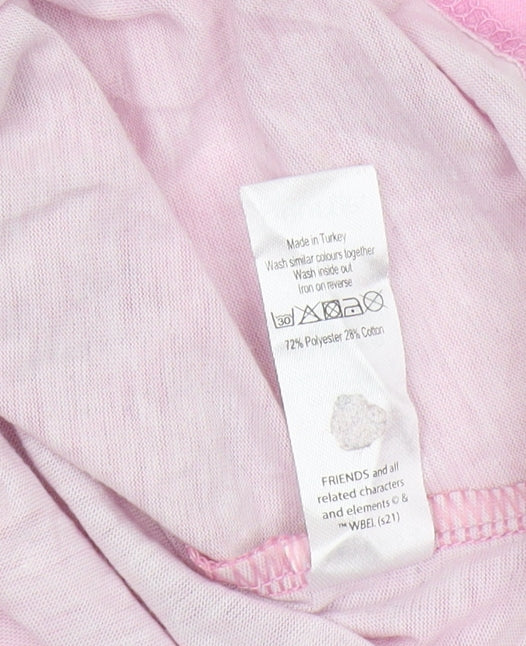 Made in Turkey
Wash similar colours together
Wash inside out
Iron on reverse
30
72% Polyester 28% Cotton
FRIENDS and all
related characters
and elements © &
™ WBEI. (s21)